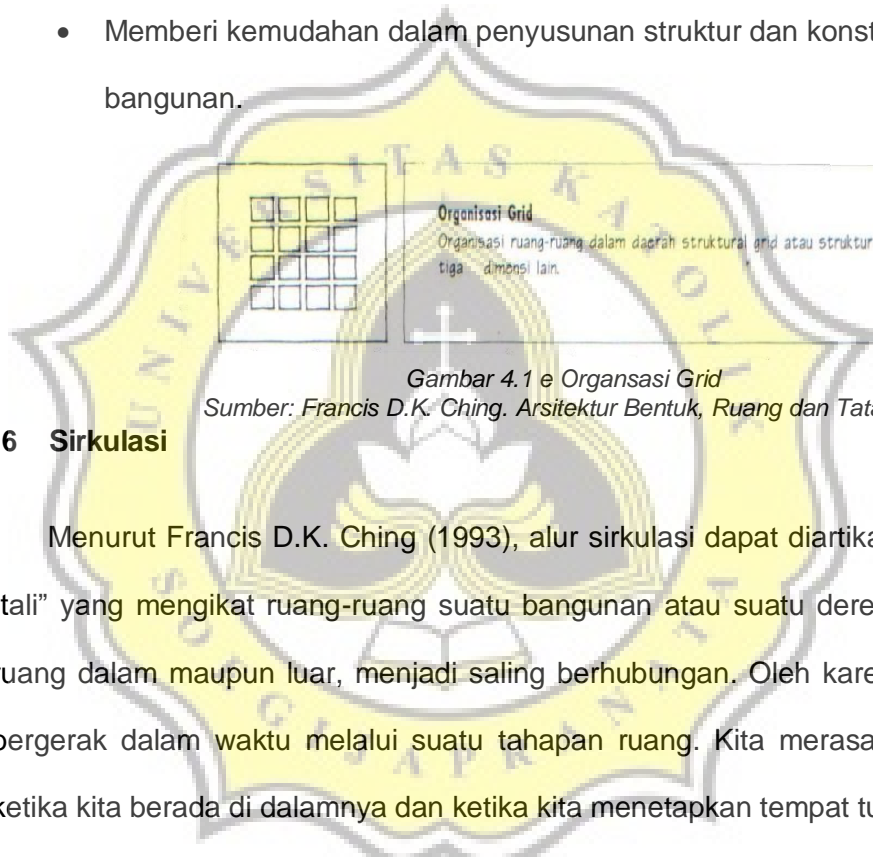 • Memberi kemudahan dalam penyusunan struktur dan konst
bangunan.
UNIVERSITAS KATOLIK
Organisasi Grid
Organisasi ruang-ruang dalam daerah struktural grid atau struktur
tiga dimensi lain.
Gambar 4.1 e Organsasi Grid
Sumber: Francis D.K. Ching. Arsitektur Bentuk, Ruang dan Tata
6 Sirkulasi
Menurut Francis D.K. Ching (1993), alur sirkulasi dapat diartika
tali” yang mengikat ruang-ruang suatu bangunan atau suatu dere
ruang dalam maupun luar, menjadi saling berhubungan. Oleh kare
bergerak dalam waktu melalui suatu tahapan ruang. Kita merasa
ketika kita berada di dalamnya dan ketika kita menetapkan tempat tu
SOEGIJAPRANATA